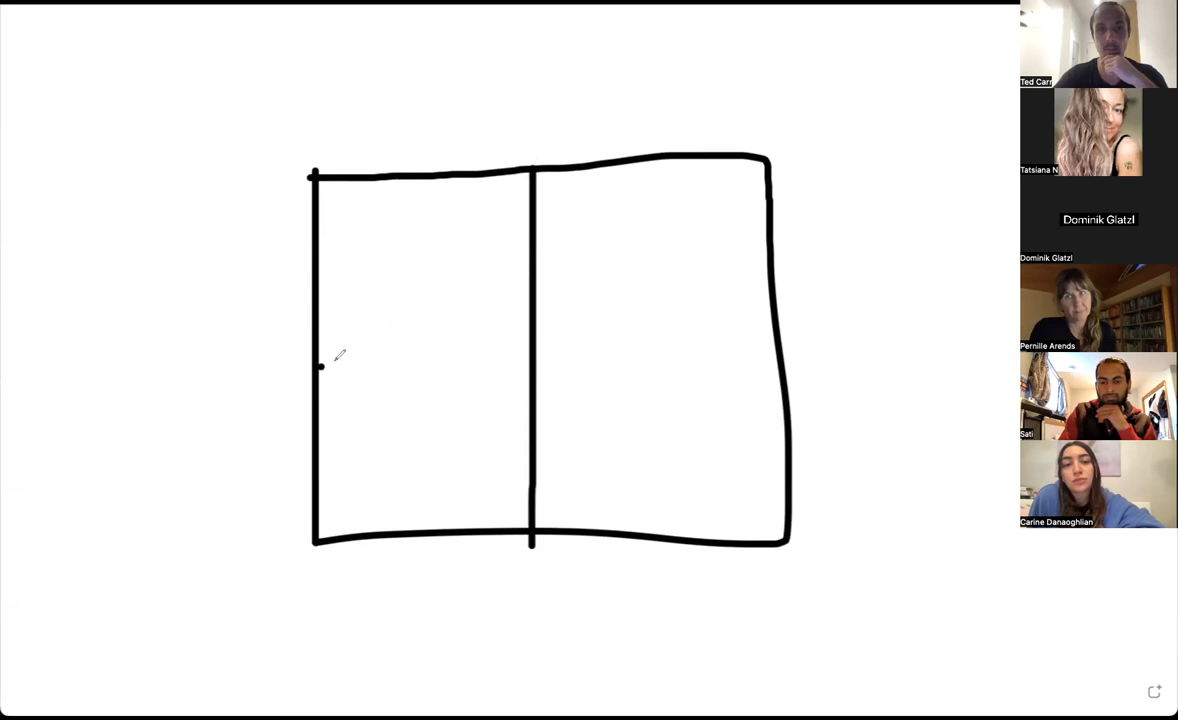 Ted Carr
Tatsiana N
Dominik Glatzl
Dominik Glatzl
Pernille Arends
Sati
Carine Danaoghlian